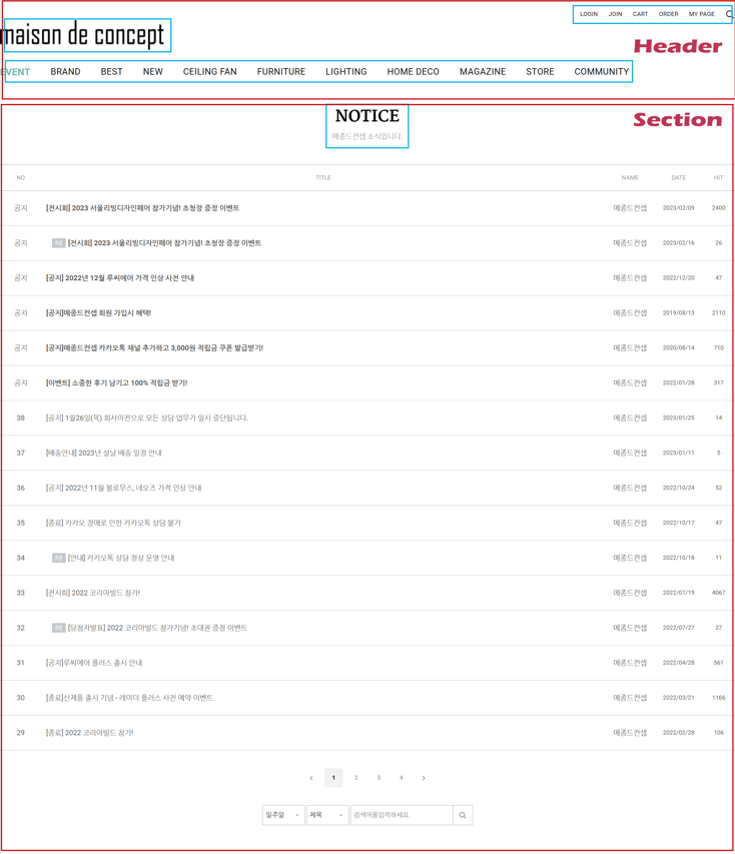 LOGIN JOIN CART ORDER MY PAGE
maison de concept
Header
EVENT BRAND BEST NEW CEILING FAN FURNITURE LIGHTING HOME DECO MAGAZINE STORE COMMUNITY
NOTICE
Section
메종드컨셉 소식입니다.
NO TITLE NAME DATE HIT
공지 [전시회] 2023 서울리빙디자인페어 참가기념! 초청장 증정 이벤트 메종드컨셉 2023/02/09 2400
공지 RE [전시회] 2023 서울리빙디자인페어 참가기념! 초청장 증정 이벤트 메종드컨셉 2023/02/16 26
공지 [공지] 2022년 12월 루씨에어 가격 인상 사전 안내 메종드컨셉 2022/12/20 47
공지 [공지]메종드컨셉 회원 가입시 혜택! 메종드컨셉 2019/08/13 2110
공지 [공지]메종드컨셉 카카오톡 채널 추가하고 3,000원 적립금 쿠폰 발급받기! 메종드컨셉 2020/08/14 710
공지 [이벤트] 소중한 후기 남기고 100% 적립금 받기! 메종드컨셉 2022/01/28 317
38 [공지] 1월26일(목) 회사이전으로 모든 상담 업무가 일시 중단됩니다. 메종드컨셉 2023/01/25 14
37 [배송안내] 2023년 설날 배송 일정 안내 메종드컨셉 2023/01/11 5
36 [공지] 2022년 11월 블로무스, 네오즈 가격 인상 안내 메종드컨셉 2022/10/24 52
35 [종료] 카카오 장애로 인한 카카오톡 상담 불가 메종드컨셉 2022/10/17 47
34 RE [안내] 카카오톡 상담 정상 운영 안내 메종드컨셉 2022/10/18 11
33 [전시회] 2022 코리아빌드 참가! 메종드컨셉 2022/07/19 4067
32 RE [당첨자발표] 2022 코리아빌드 참가기념! 초대권 증정 이벤트 메종드컨셉 2022/07/27 27
31 [공지]루씨에어 플러스 출시 안내 메종드컨셉 2022/04/28 561
30 [종료]신제품 출시 기념 - 레이더 플러스 사전 예약 이벤트 메종드컨셉 2022/03/21 1166
29 [종료] 2022 코리아빌드 참가! 메종드컨셉 2022/02/28 106
1 2 3 4
일주일 제목 검색어를입력하세요.